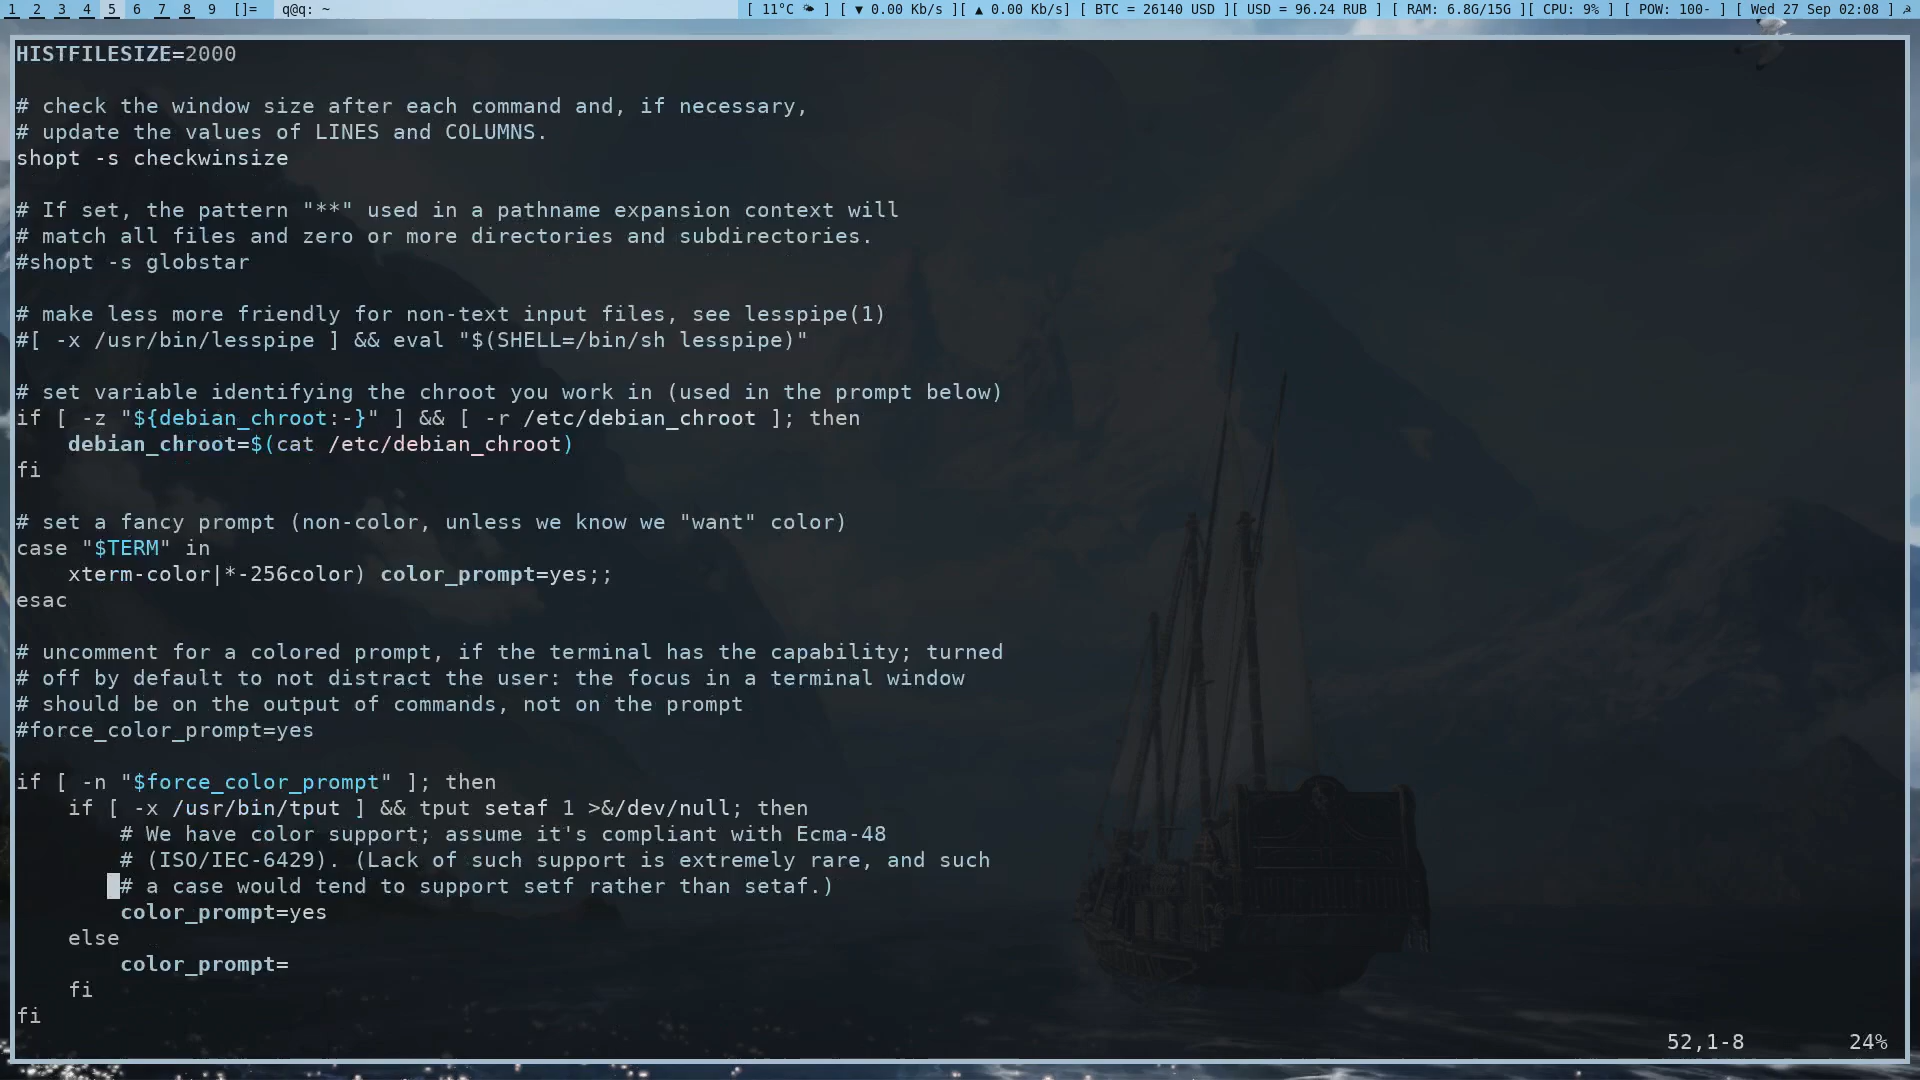 1 2 3 4 5 6 7 8 9 []= q@q: ~ [ 11°C 🌤 ] [ ▼ 0.00 Kb/s ][ ▲ 0.00 Kb/s] [ BTC = 26140 USD ][ USD = 96.24 RUB ] [ RAM: 6.8G/15G ][ CPU: 9% ] [ POW: 100- ] [ Wed 27 Sep 02:08 ]
HISTFILESIZE=2000
# check the window size after each command and, if necessary,
# update the values of LINES and COLUMNS.
shopt -s checkwinsize
# If set, the pattern "**" used in a pathname expansion context will
# match all files and zero or more directories and subdirectories.
#shopt -s globstar
# make less more friendly for non-text input files, see lesspipe(1)
#[ -x /usr/bin/lesspipe ] && eval "$(SHELL=/bin/sh lesspipe)"
# set variable identifying the chroot you work in (used in the prompt below)
if [ -z "${debian_chroot:-}" ] && [ -r /etc/debian_chroot ]; then
    debian_chroot=$(cat /etc/debian_chroot)
fi
# set a fancy prompt (non-color, unless we know we "want" color)
case "$TERM" in
    xterm-color|*-256color) color_prompt=yes;;
esac
# uncomment for a colored prompt, if the terminal has the capability; turned
# off by default to not distract the user: the focus in a terminal window
# should be on the output of commands, not on the prompt
#force_color_prompt=yes
if [ -n "$force_color_prompt" ]; then
    if [ -x /usr/bin/tput ] && tput setaf 1 >&/dev/null; then
        # We have color support; assume it's compliant with Ecma-48
        # (ISO/IEC-6429). (Lack of such support is extremely rare, and such
        # a case would tend to support setf rather than setaf.)
        color_prompt=yes
    else
        color_prompt=
    fi
fi
52,1-8 24%